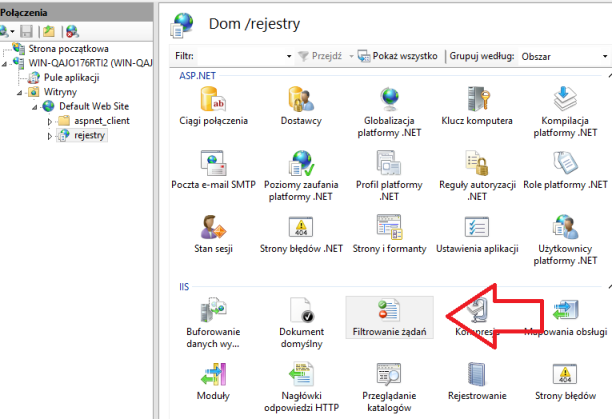 Połączenia
Strona początkowa
WIN-QAJO176RTI2 (WIN-QAJ
Pule aplikacji
Witryny
Default Web Site
aspnet_client
rejestry
Dom /rejestry
Filtr: Przejdź Pokaż wszystko Grupuj według: Obszar
ASP.NET
Ciągi połączenia
Dostawcy
Globalizacja
platformy .NET
Klucz komputera
Kompilacja
platformy .NET
Poczta e-mail SMTP
Poziomy zaufania
platformy .NET
Profil platformy
.NET
Reguły autoryzacji
.NET
Role platformy .NET
Stan sesji
Strony błędów .NET
Strony i formanty
Ustawienia aplikacji
Użytkownicy
platformy .NET
IIS
Buforowanie
danych wy...
Dokument
domyślny
Filtrowanie żądań
Kompresja
Mapowania obsługi
Moduły
Nagłówki
odpowiedzi HTTP
Przeglądanie
katalogów
Rejestrowanie
Strony błędów